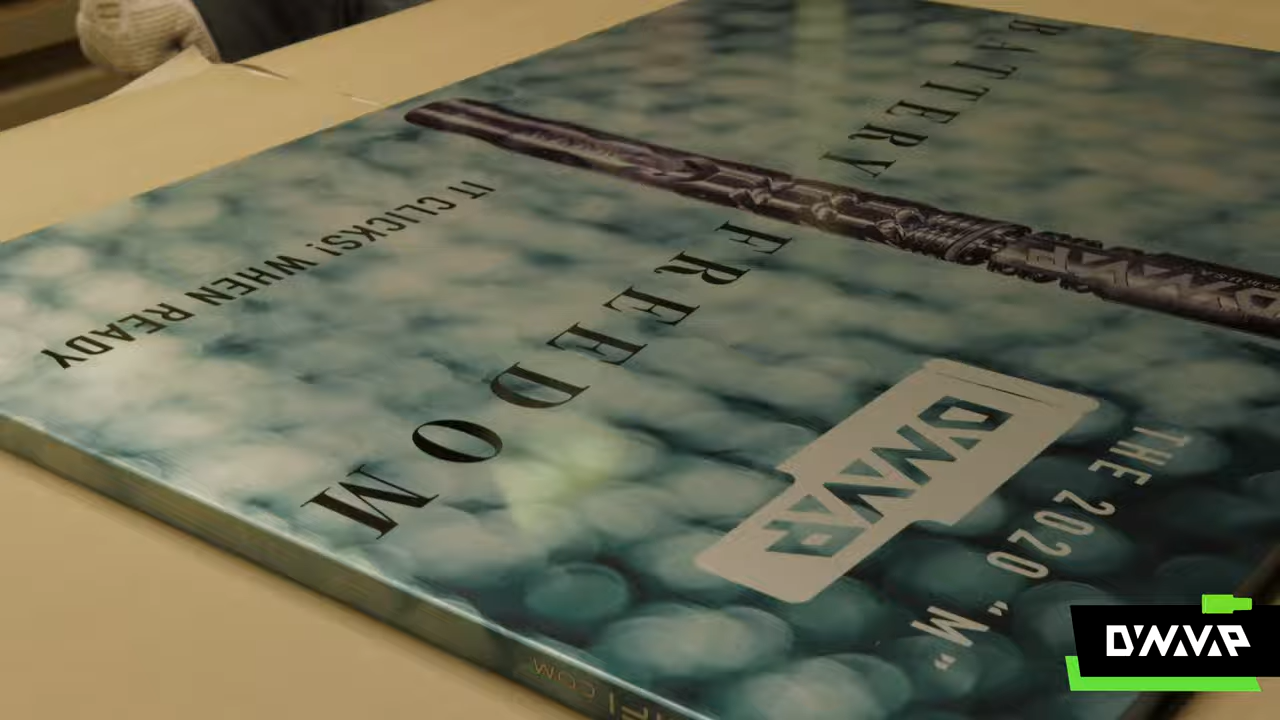 BATTERY
FREEDOM
IT CLICKS! WHEN READY
DYNAVAP
THE 2020 "M"
DYNAVAP